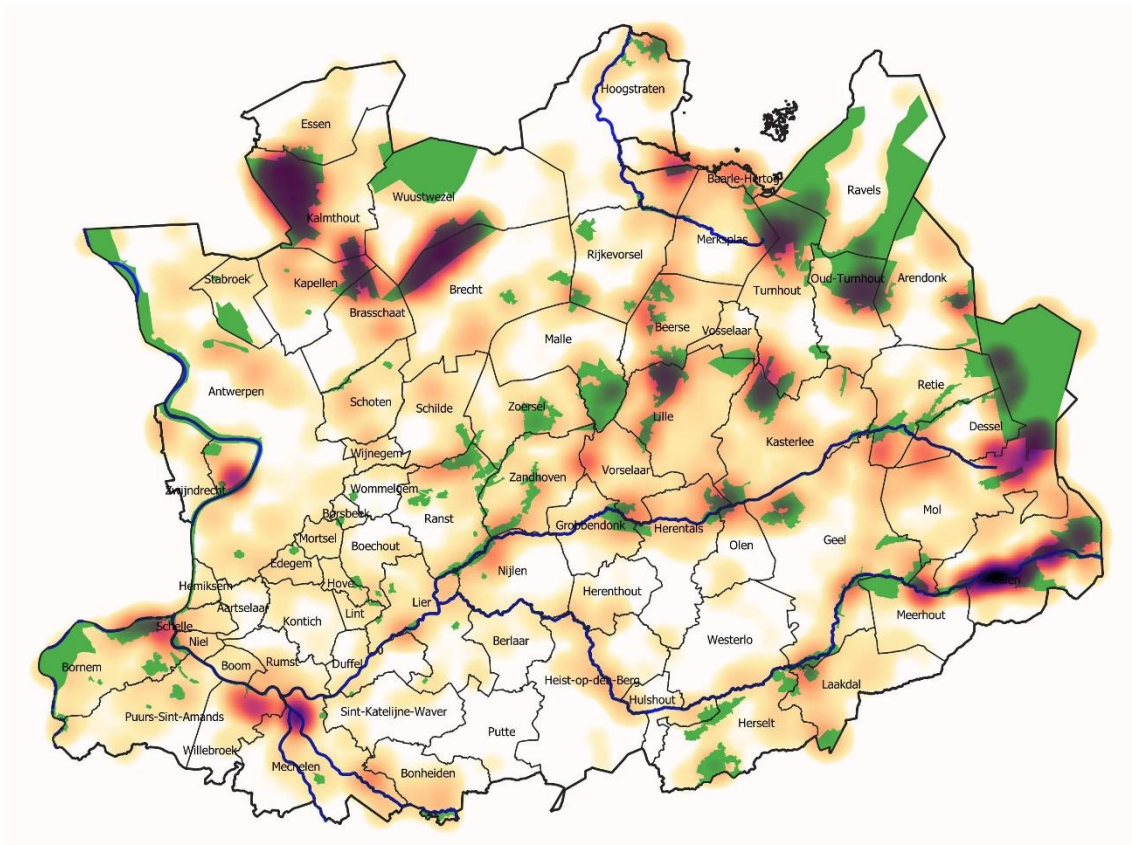 Hoogstraten
Essen
Baarle-Hertog
Ravels
Wuustwezel
Kalmthout
Merksplas
Rijkevorsel
Stabroek
Kapellen
Brecht
Turnhout
Oud-Turnhout
Arendonk
Brasschaat
Beerse
Vosselaar
Malle
Antwerpen
Retie
Schoten
Schilde
Zoersel
Lille
Dessel
Kasterlee
Wijnegem
Vorselaar
Zandhoven
Zwijndrecht
Wommelgem
Mol
Borsbeek
Ranst
Grobbendonk
Herentals
Mortsel
Boechout
Olen
Geel
Edegem
Nijlen
Balen
Hemiksem
Hove
Herenthout
Aartselaar
Lint
Lier
Meerhout
Kontich
Schelle
Niel
Berlaar
Westerlo
Boom
Rumst
Duffel
Bornem
Heist-op-den-Berg
Laakdal
Hulshout
Puurs-Sint-Amands
Sint-Katelijne-Waver
Herselt
Putte
Willebroek
Mechelen
Bonheiden